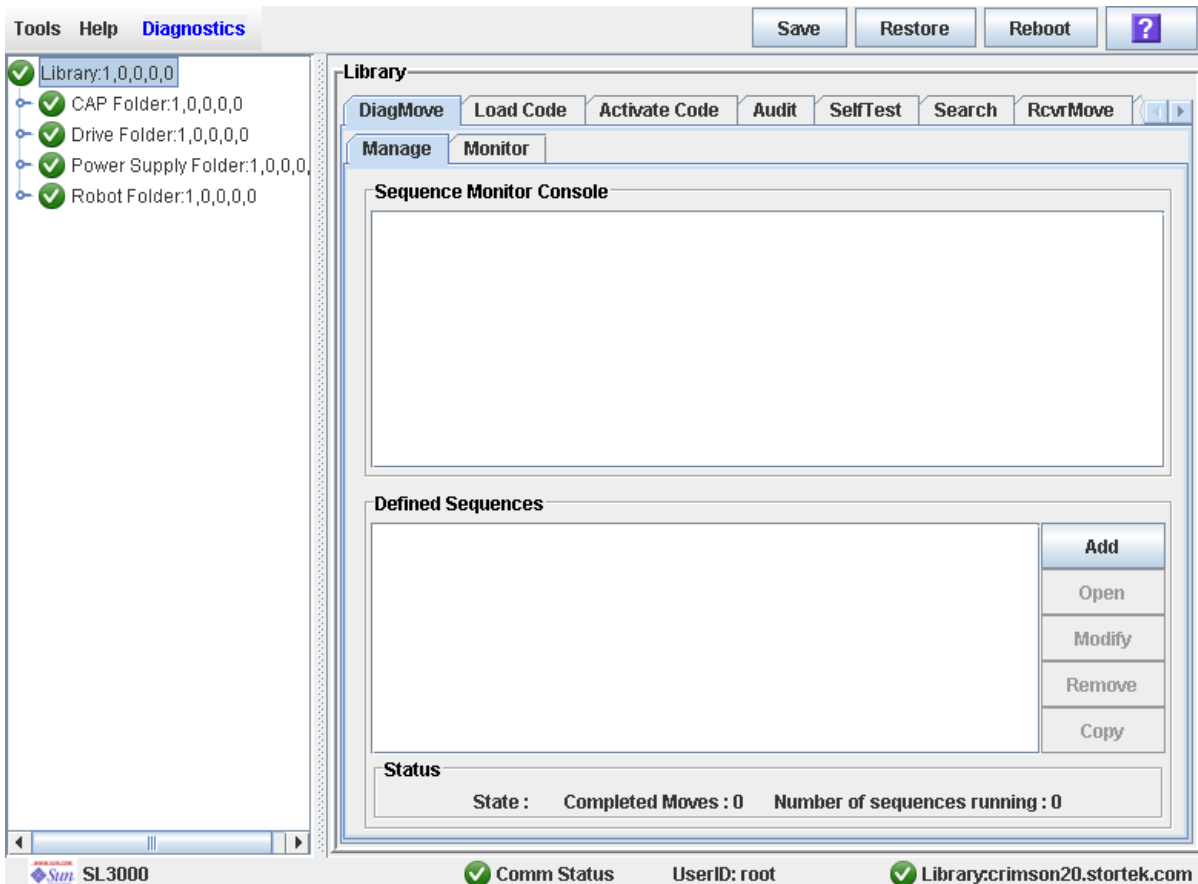 Tools Help Diagnostics Save Restore Reboot ?
Library:1,0,0,0,0
CAP Folder:1,0,0,0,0
Drive Folder:1,0,0,0,0
Power Supply Folder:1,0,0,0,
Robot Folder:1,0,0,0,0
Library
DiagMove Load Code Activate Code Audit SelfTest Search RcvrMove
Manage Monitor
Sequence Monitor Console
Defined Sequences
Add
Open
Modify
Remove
Copy
Status
State : Completed Moves : 0 Number of sequences running : 0
Sun SL3000 Comm Status UserID: root Library:crimson20.stortek.com